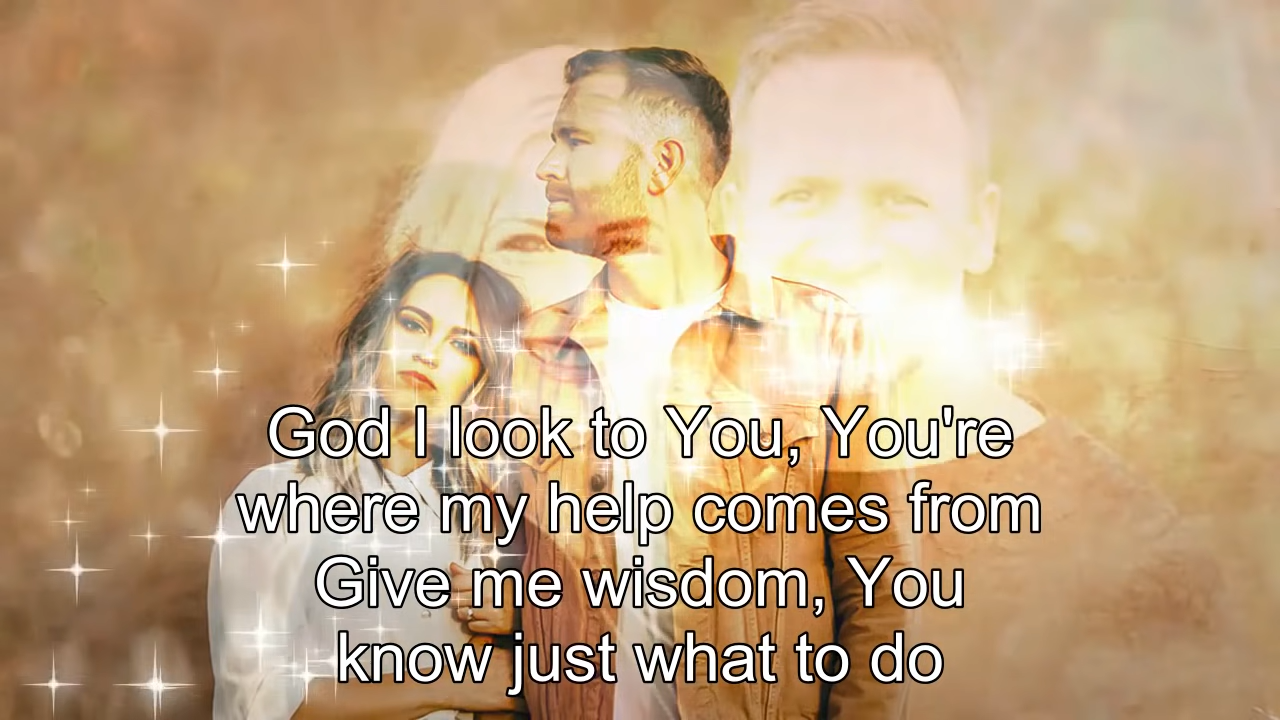 God I look to You, You're
where my help comes from
Give me wisdom, You
know just what to do